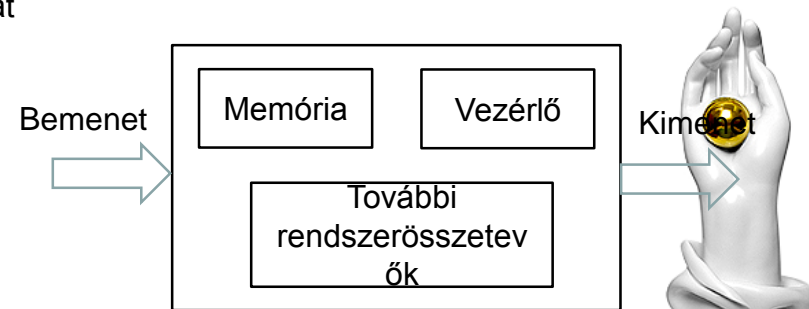 Memória
Vezérlő
Bemenet
Kimenet
További
rendszerösszetev
ők